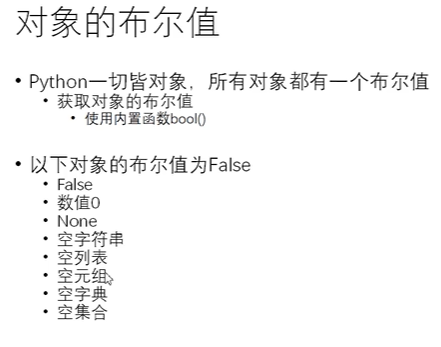 对象的布尔值
• Python一切皆对象，所有对象都有一个布尔值
• 获取对象的布尔值
• 使用内置函数bool()
• 以下对象的布尔值为False
• False
• 数值0
• None
• 空字符串
• 空列表
• 空元组
• 空字典
• 空集合